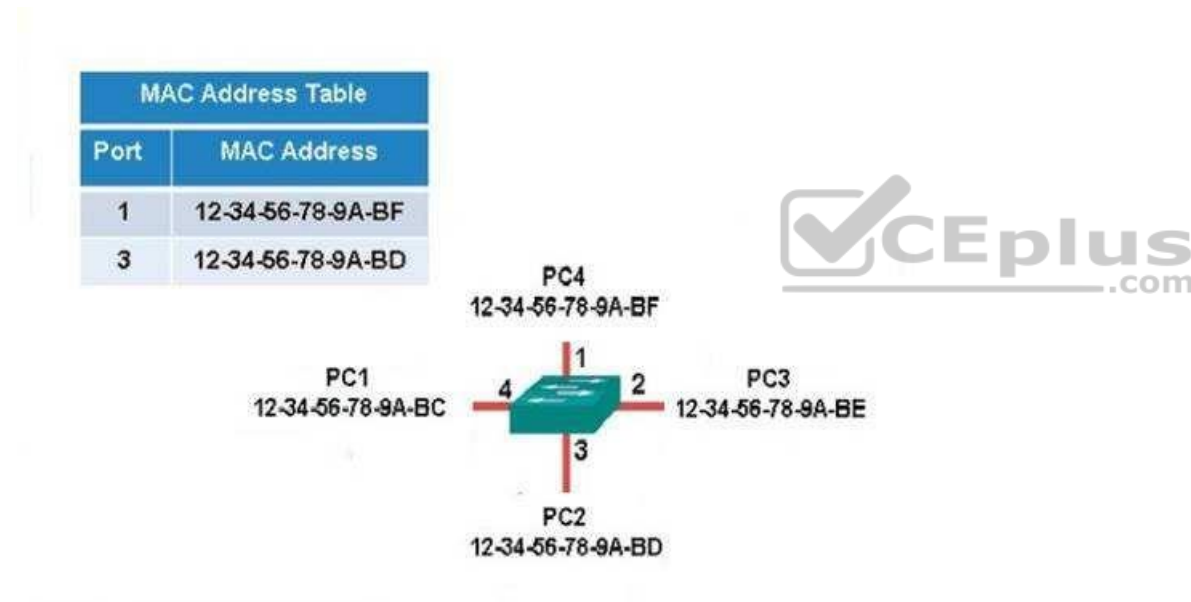 MAC Address Table
Port MAC Address
1 12-34-56-78-9A-BF
3 12-34-56-78-9A-BD
CEplus
.com
PC4
12-34-56-78-9A-BF
1
PC1
12-34-56-78-9A-BC
4
2
PC3
12-34-56-78-9A-BE
3
PC2
12-34-56-78-9A-BD